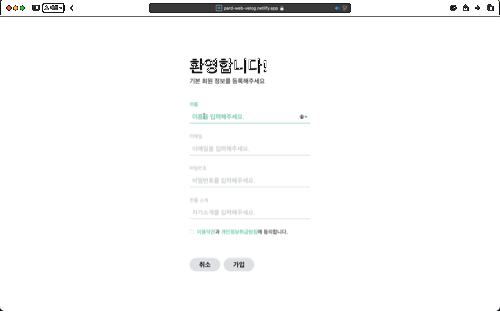 pard-web-velog.netlify.app
환영합니다!
기본 회원 정보를 등록해주세요
이름
이름을 입력해주세요.
이메일
이메일을 입력해주세요.
비밀번호
비밀번호를 입력해주세요.
한줄 소개
자기소개를 입력해주세요.
이용약관과 개인정보취급방침에 동의합니다.
취소 가입